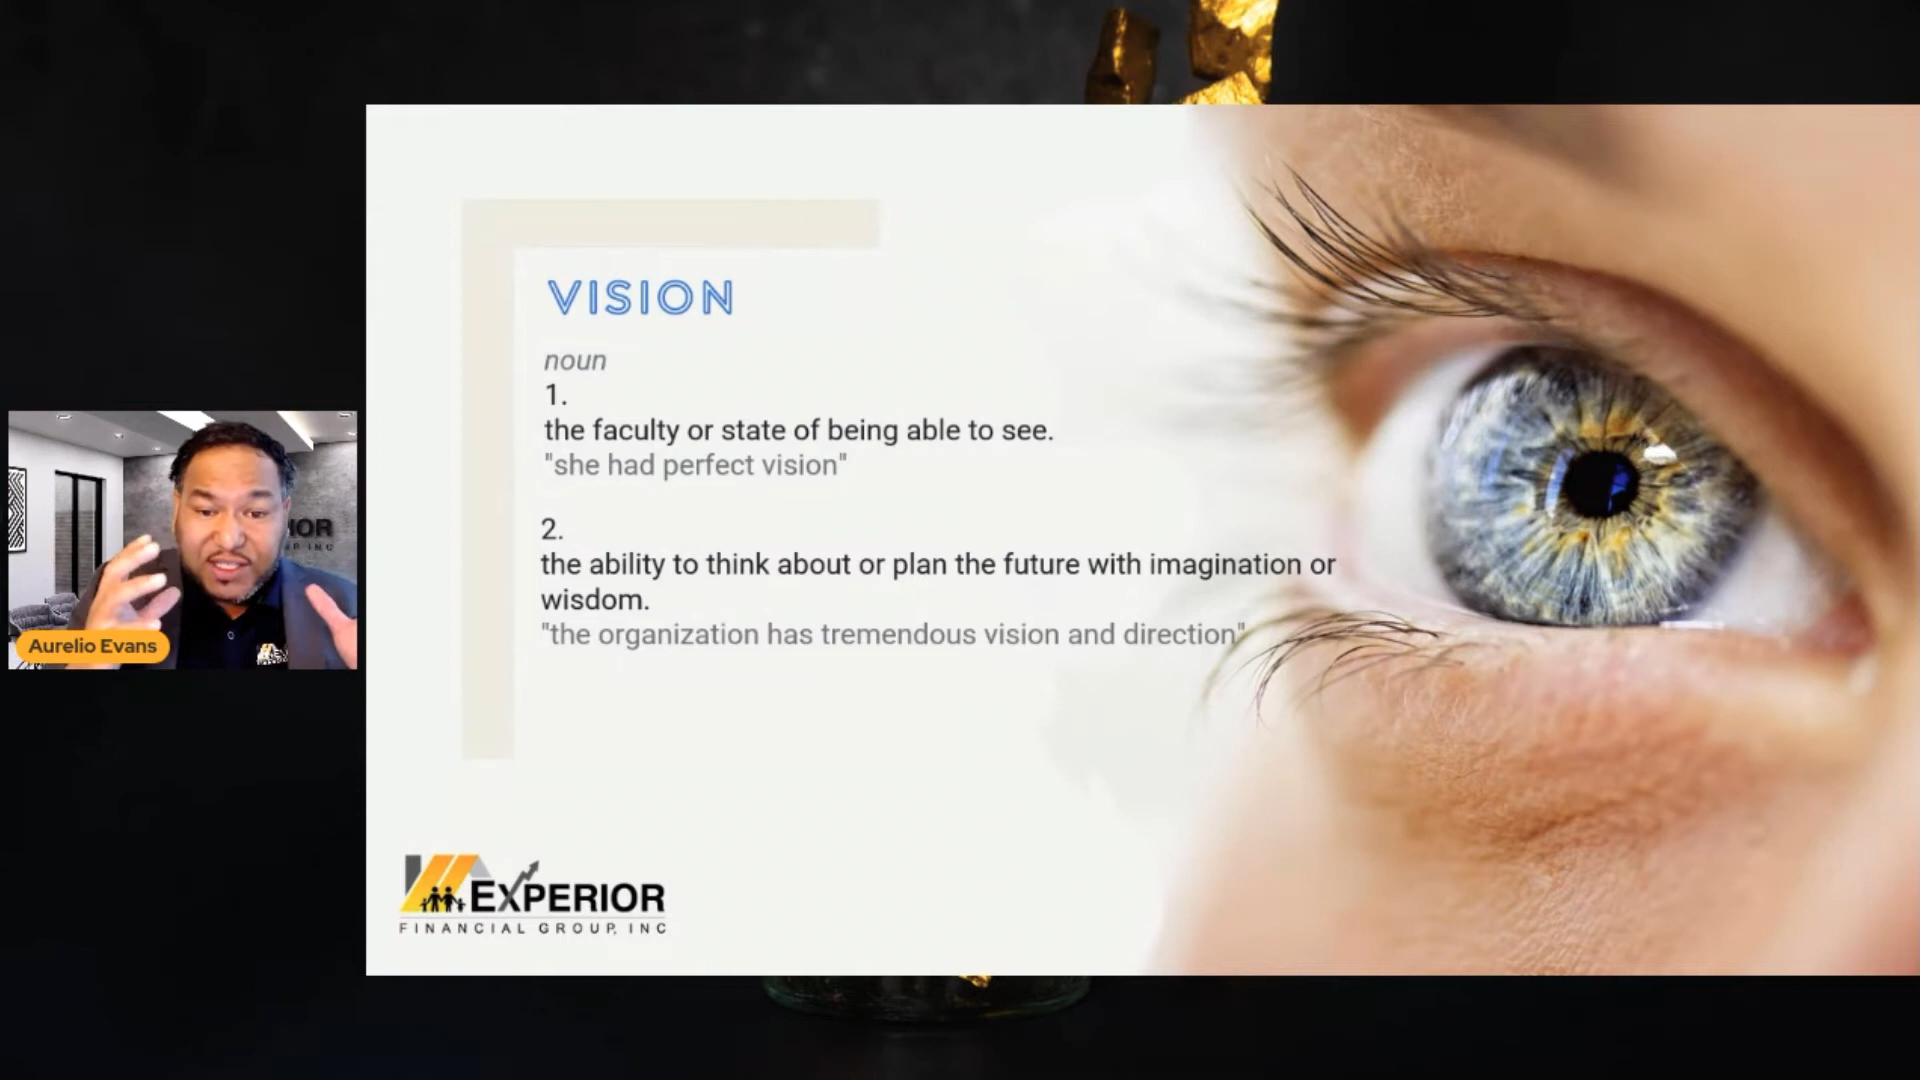 VISION
noun
1.
the faculty or state of being able to see.
"she had perfect vision"
2.
the ability to think about or plan the future with imagination or
wisdom.
"the organization has tremendous vision and direction"
IOR
P INC
Aurelio Evans
EXPERIOR
FINANCIAL GROUP, INC